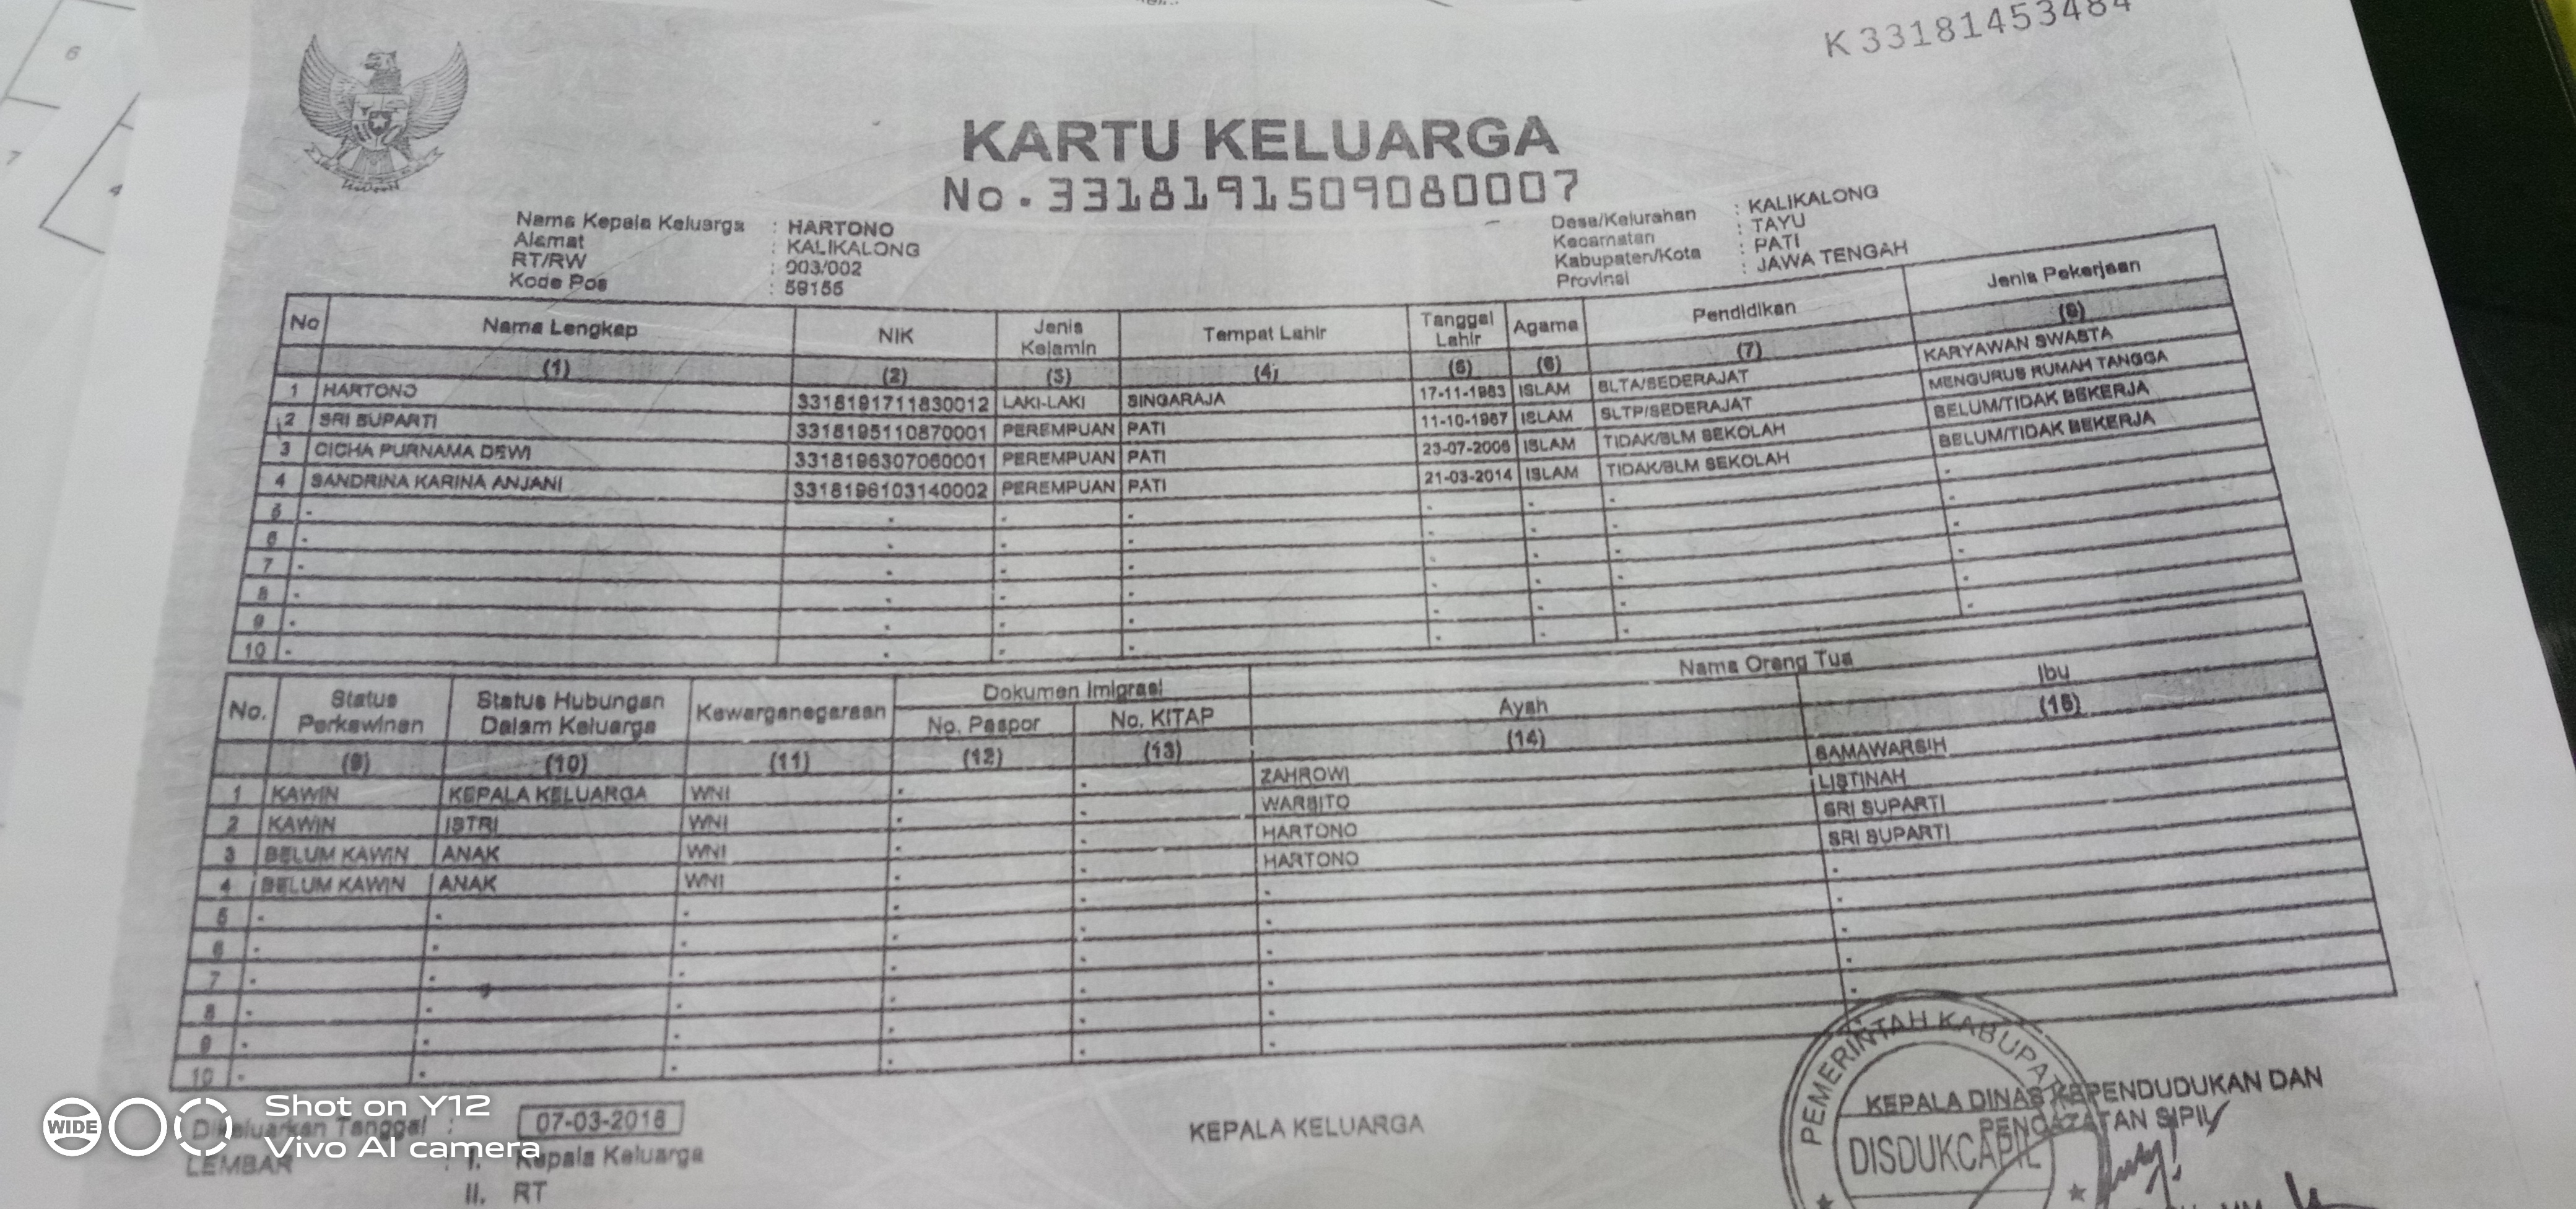 K 33181453484
KARTU KELUARGA
No. 3318191509080007
Nama Kepala Keluarga : HARTONO
Alamat : KALIKALONG
RT/RW : 003/002
Kode Pos : 59155
Desa/Kelurahan : KALIKALONG
Kecamatan : TAYU
Kabupaten/Kota : PATI
Provinsi : JAWA TENGAH
No Nama Lengkap NIK Jenis Kelamin Tempat Lahir Tanggal Lahir Agama Pendidikan Jenis Pekerjaan
(1) (2) (3) (4) (5) (6) (7) (8)
1 HARTONO 3318191711830012 LAKI-LAKI SINGARAJA 17-11-1983 ISLAM SLTA/SEDERAJAT KARYAWAN SWASTA
2 SRI SUPARTI 3318195110870001 PEREMPUAN PATI 11-10-1987 ISLAM SLTP/SEDERAJAT MENGURUS RUMAH TANGGA
3 CICHA PURNAMA DEWI 3318196307060001 PEREMPUAN PATI 23-07-2006 ISLAM TIDAK/BLM SEKOLAH BELUM/TIDAK BEKERJA
4 SANDRINA KARINA ANJANI 3318196103140002 PEREMPUAN PATI 21-03-2014 ISLAM TIDAK/BLM SEKOLAH BELUM/TIDAK BEKERJA
5 - - - - - - - -
6 - - - - - - - -
7 - - - - - - - -
8 - - - - - - - -
9 - - - - - - - -
10 - - - - - - - -
No. Status Perkawinan Status Hubungan Dalam Keluarga Kewarganegaraan Dokumen Imigrasi Nama Orang Tua
No. Paspor No. KITAP Ayah Ibu
(9) (10) (11) (12) (13) (14) (15)
1 KAWIN KEPALA KELUARGA WNI - - ZAHROWI SAMAWARSIH
2 KAWIN ISTRI WNI - - WARSITO LISTINAH
3 BELUM KAWIN ANAK WNI - - HARTONO SRI SUPARTI
4 BELUM KAWIN ANAK WNI - - HARTONO SRI SUPARTI
5 - - - - - - -
6 - - - - - - -
7 - - - - - - -
8 - - - - - - -
9 - - - - - - -
10 - - - - - - -
Dikeluarkan Tanggal : 07-03-2016
LEMBAR : I. Kepala Keluarga
II. RT
KEPALA KELUARGA
KEPALA DINAS KEPENDUDUKAN DAN
PENCATATAN SIPIL
PEMERINTAH KABUPAT
DISDUKCAPIL
WIDE
Shot on Y12
Vivo AI camera